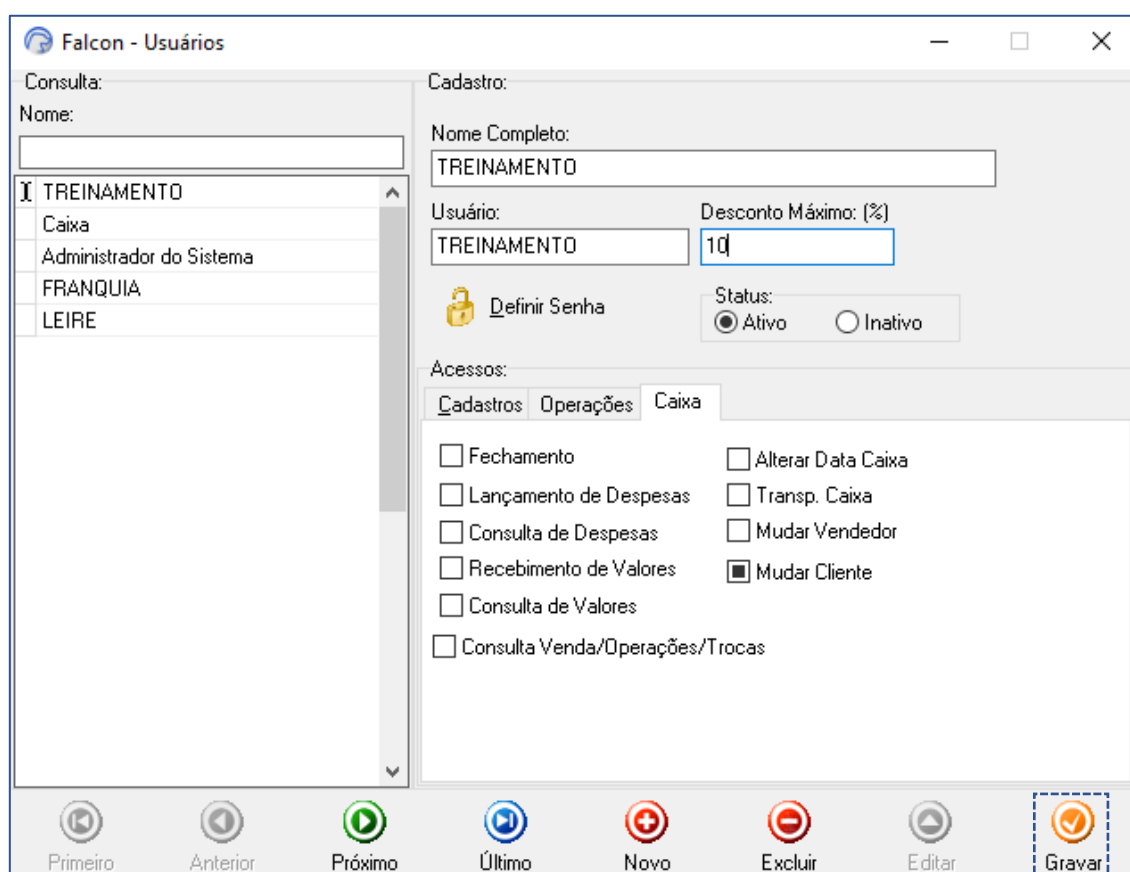 Falcon - Usuários
Consulta:
Nome:
TREINAMENTO
Caixa
Administrador do Sistema
FRANQUIA
LEIRE
Cadastro:
Nome Completo:
TREINAMENTO
Usuário: Desconto Máximo: (%)
TREINAMENTO 10
Definir Senha
Status:
Ativo Inativo
Acessos:
Cadastros Operações Caixa
Fechamento Alterar Data Caixa
Lançamento de Despesas Transp. Caixa
Consulta de Despesas Mudar Vendedor
Recebimento de Valores Mudar Cliente
Consulta de Valores
Consulta Venda/Operações/Trocas
Primeiro Anterior Próximo Último Novo Excluir Editar Gravar